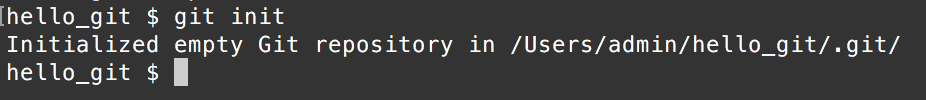 [hello_git $ git init
Initialized empty Git repository in /Users/admin/hello_git/.git/
hello_git $